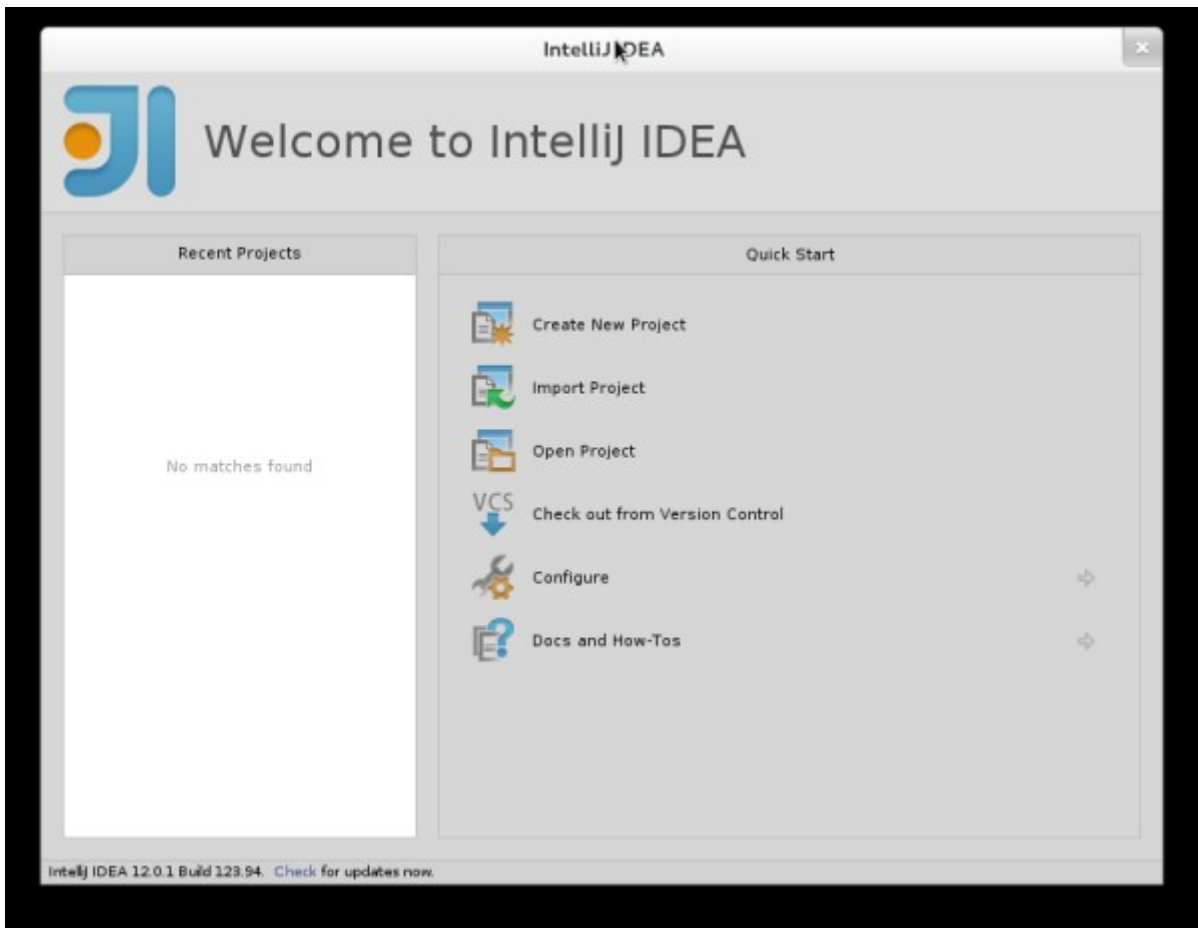 IntelliJ IDEA
Welcome to IntelliJ IDEA
Recent Projects
No matches found
Quick Start
Create New Project
Import Project
Open Project
VCS
Check out from Version Control
Configure
Docs and How-Tos
IntelliJ IDEA 12.0.1 Build 123.94. Check for updates now.